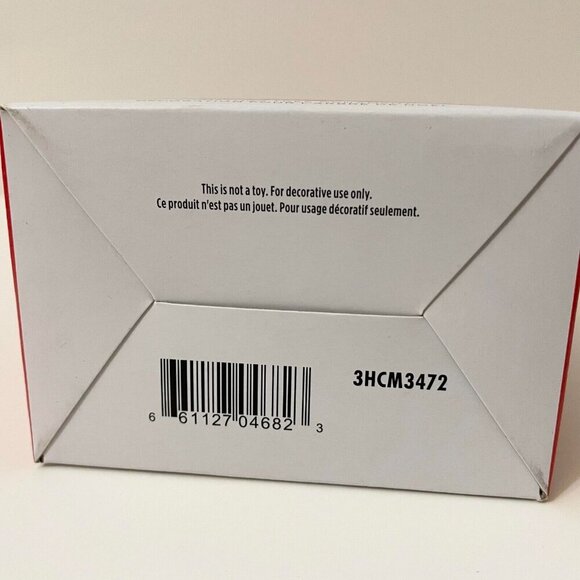 This is not a toy. For decorative use only.
Ce produit n'est pas un jouet. Pour usage décoratif seulement.
3HCM3472
6 61127 04682 3